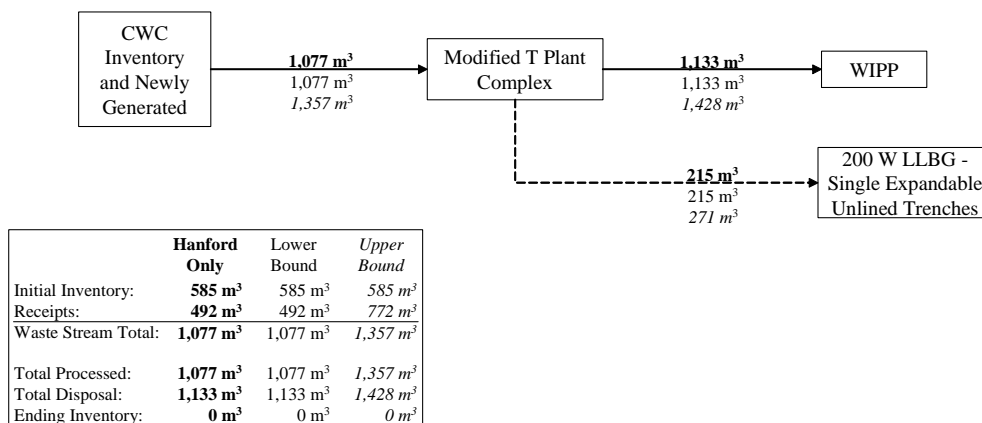 CWC
Inventory
and Newly
Generated
1,077 m³
1,077 m³
1,357 m³
Modified T Plant
Complex
1,133 m³
1,133 m³
1,428 m³
WIPP
215 m³
215 m³
271 m³
200 W LLBG -
Single Expandable
Unlined Trenches
Hanford Lower Upper
Only Bound Bound
Initial Inventory: 585 m³ 585 m³ 585 m³
Receipts: 492 m³ 492 m³ 772 m³
Waste Stream Total: 1,077 m³ 1,077 m³ 1,357 m³
Total Processed: 1,077 m³ 1,077 m³ 1,357 m³
Total Disposal: 1,133 m³ 1,133 m³ 1,428 m³
Ending Inventory: 0 m³ 0 m³ 0 m³